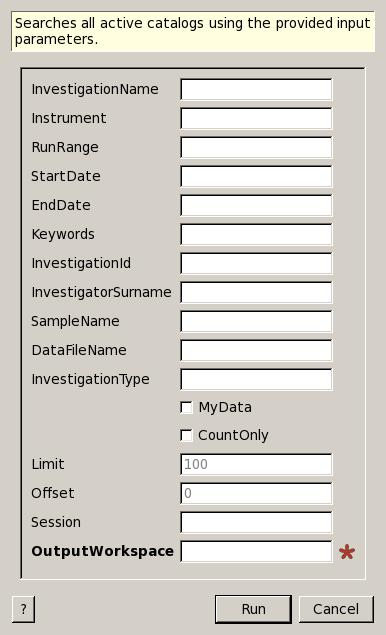 Searches all active catalogs using the provided input
parameters.
InvestigationName
Instrument
RunRange
StartDate
EndDate
Keywords
InvestigationId
InvestigatorSurname
SampleName
DataFileName
InvestigationType
MyData
CountOnly
Limit 100
Offset 0
Session
OutputWorkspace *
? Run Cancel